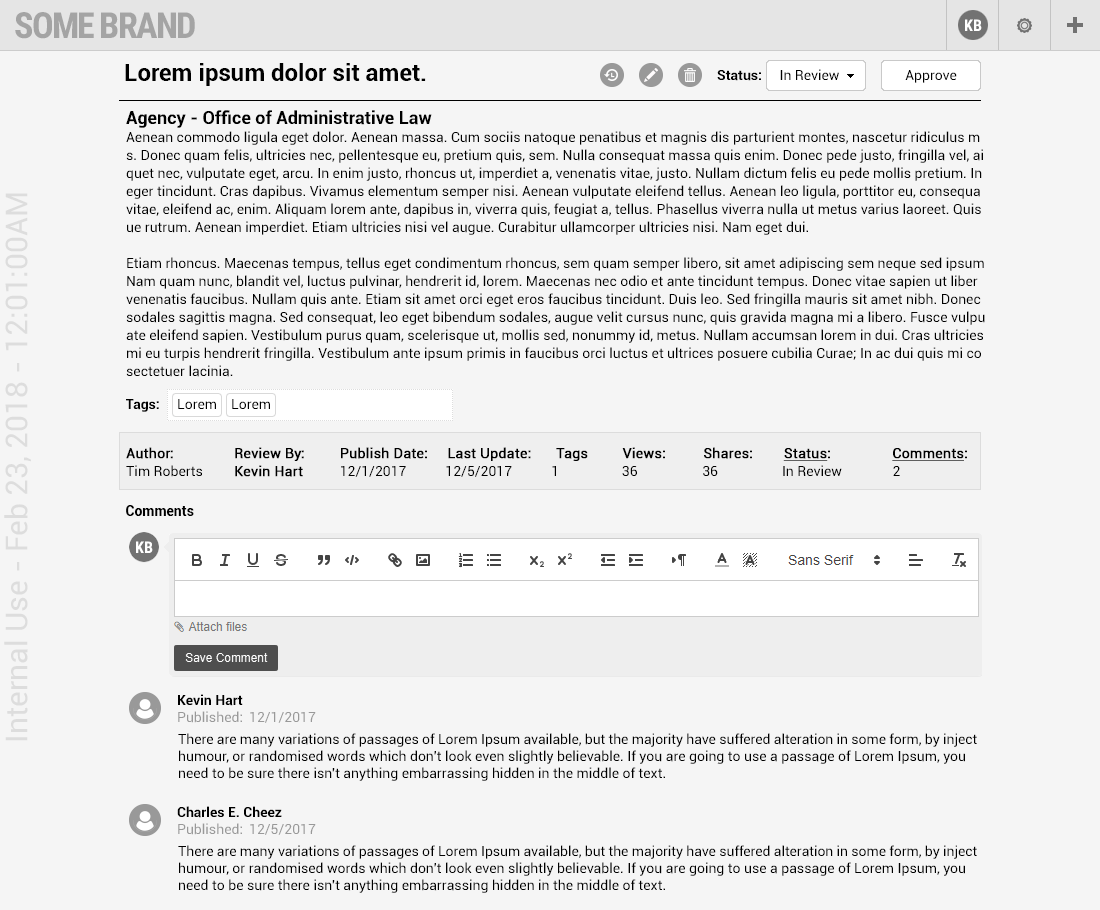 SOME BRAND
KB
Lorem ipsum dolor sit amet.
Status: In Review Approve
Agency - Office of Administrative Law
Aenean commodo ligula eget dolor. Aenean massa. Cum sociis natoque penatibus et magnis dis parturient montes, nascetur ridiculus m
s. Donec quam felis, ultricies nec, pellentesque eu, pretium quis, sem. Nulla consequat massa quis enim. Donec pede justo, fringilla vel, ai
quet nec, vulputate eget, arcu. In enim justo, rhoncus ut, imperdiet a, venenatis vitae, justo. Nullam dictum felis eu pede mollis pretium. In
eger tincidunt. Cras dapibus. Vivamus elementum semper nisi. Aenean vulputate eleifend tellus. Aenean leo ligula, porttitor eu, consequa
vitae, eleifend ac, enim. Aliquam lorem ante, dapibus in, viverra quis, feugiat a, tellus. Phasellus viverra nulla ut metus varius laoreet. Quis
ue rutrum. Aenean imperdiet. Etiam ultricies nisi vel augue. Curabitur ullamcorper ultricies nisi. Nam eget dui.
Etiam rhoncus. Maecenas tempus, tellus eget condimentum rhoncus, sem quam semper libero, sit amet adipiscing sem neque sed ipsum
Nam quam nunc, blandit vel, luctus pulvinar, hendrerit id, lorem. Maecenas nec odio et ante tincidunt tempus. Donec vitae sapien ut liber
venenatis faucibus. Nullam quis ante. Etiam sit amet orci eget eros faucibus tincidunt. Duis leo. Sed fringilla mauris sit amet nibh. Donec
sodales sagittis magna. Sed consequat, leo eget bibendum sodales, augue velit cursus nunc, quis gravida magna mi a libero. Fusce vulpu
ate eleifend sapien. Vestibulum purus quam, scelerisque ut, mollis sed, nonummy id, metus. Nullam accumsan lorem in dui. Cras ultricies
mi eu turpis hendrerit fringilla. Vestibulum ante ipsum primis in faucibus orci luctus et ultrices posuere cubilia Curae; In ac dui quis mi co
sectetuer lacinia.
Tags: Lorem Lorem
Author: Review By: Publish Date: Last Update: Tags Views: Shares: Status: Comments:
Tim Roberts Kevin Hart 12/1/2017 12/5/2017 1 36 36 In Review 2
Comments
KB
B I U S X2 X2 A A Sans Serif Tx
Attach files
Save Comment
Kevin Hart
Published: 12/1/2017
There are many variations of passages of Lorem Ipsum available, but the majority have suffered alteration in some form, by inject
humour, or randomised words which don't look even slightly believable. If you are going to use a passage of Lorem Ipsum, you
need to be sure there isn't anything embarrassing hidden in the middle of text.
Charles E. Cheez
Published: 12/5/2017
There are many variations of passages of Lorem Ipsum available, but the majority have suffered alteration in some form, by inject
humour, or randomised words which don't look even slightly believable. If you are going to use a passage of Lorem Ipsum, you
need to be sure there isn't anything embarrassing hidden in the middle of text.
Internal Use - Feb 23, 2018 - 12:01:00AM